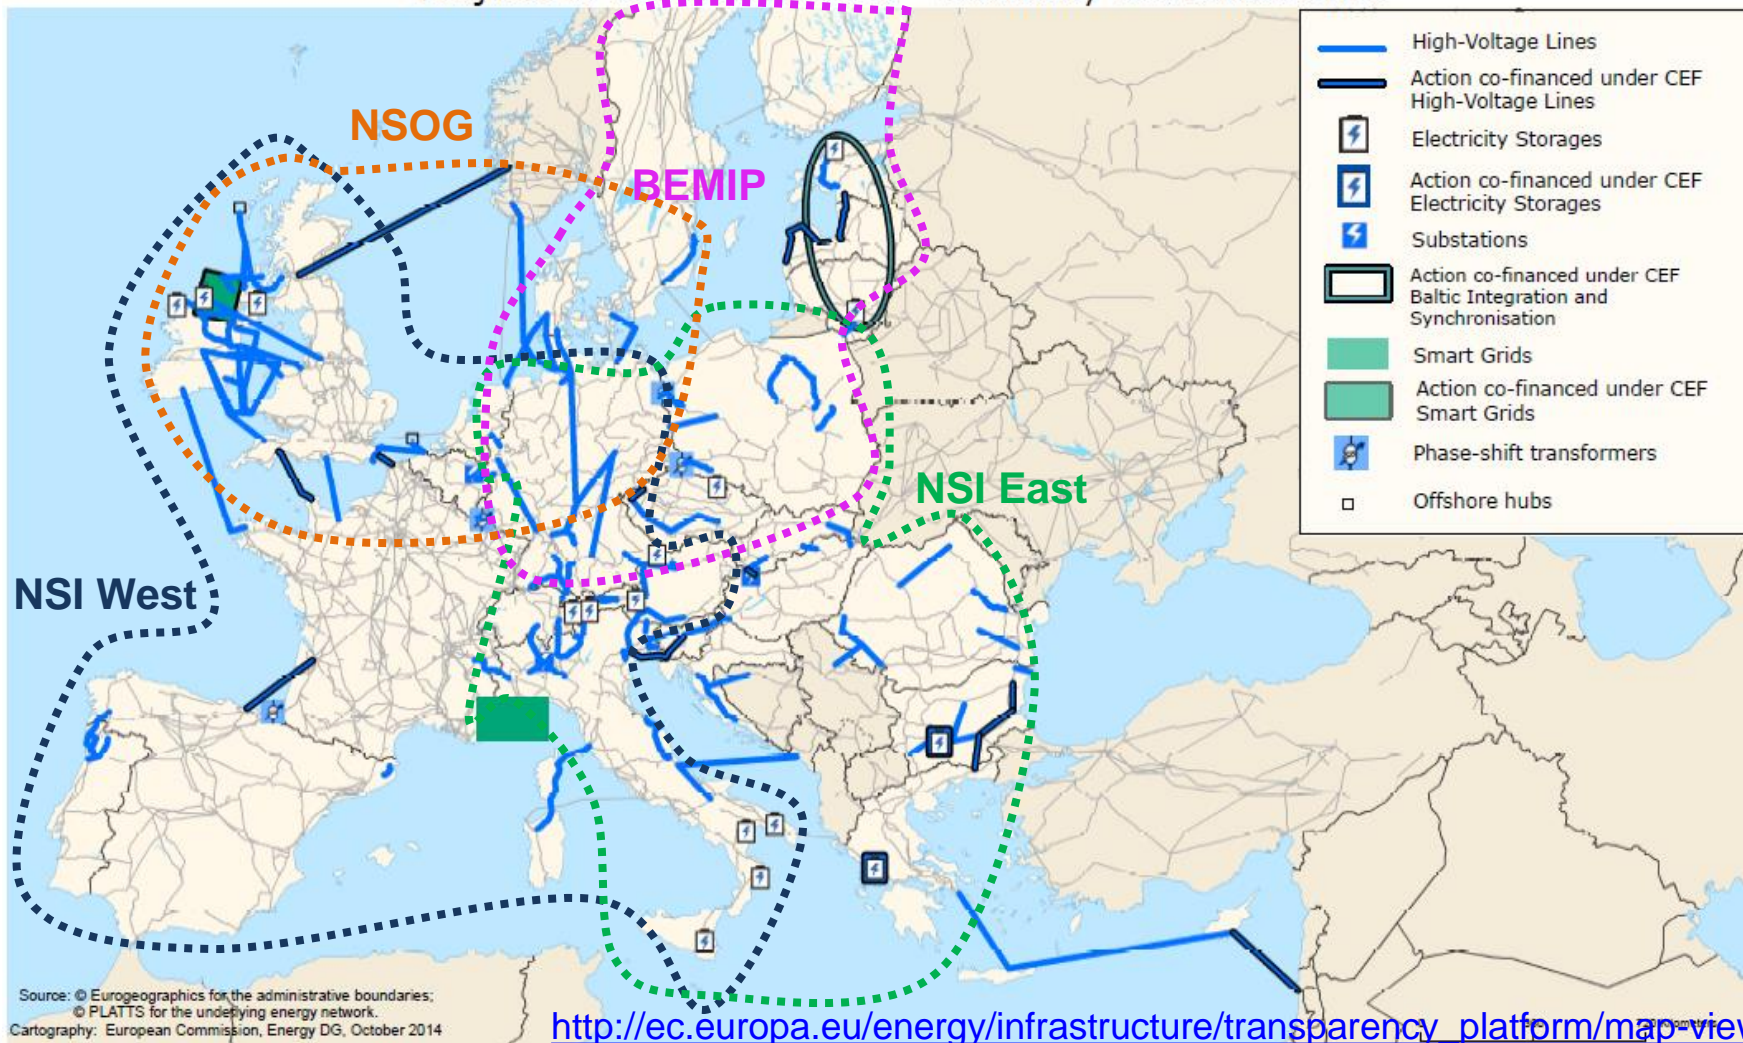 NSOG
BEMIP
NSI East
NSI West
High-Voltage Lines
Action co-financed under CEF
High-Voltage Lines
Electricity Storages
Action co-financed under CEF
Electricity Storages
Substations
Action co-financed under CEF
Baltic Integration and
Synchronisation
Smart Grids
Action co-financed under CEF
Smart Grids
Phase-shift transformers
Offshore hubs
Source: © Eurogeographics for the administrative boundaries;
© PLATTS for the underlying energy network.
Cartography: European Commission, Energy DG, October 2014
http://ec.europa.eu/energy/infrastructure/transparency_platform/map-view